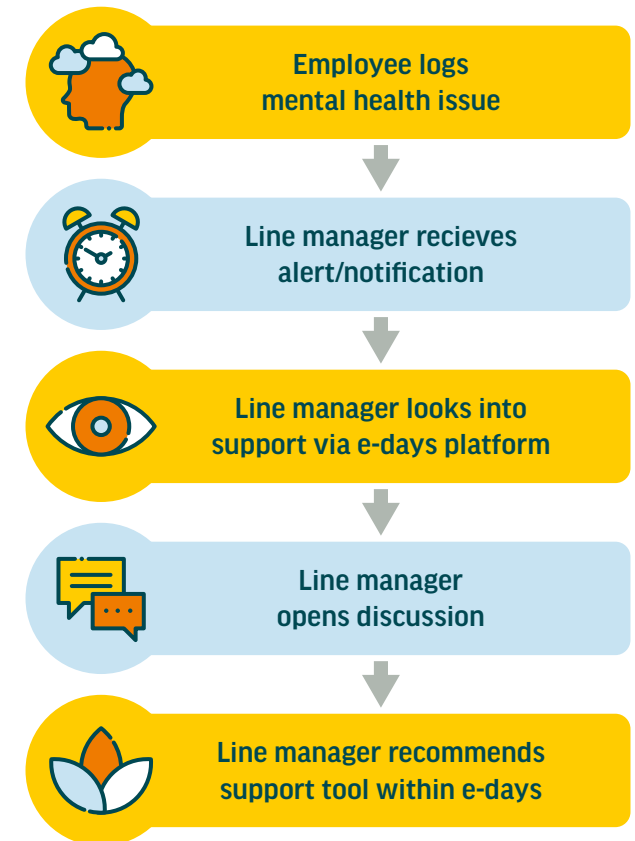 Employee logs
mental health issue
Line manager recieves
alert/notification
Line manager looks into
support via e-days platform
Line manager
opens discussion
Line manager recommends
support tool within e-days